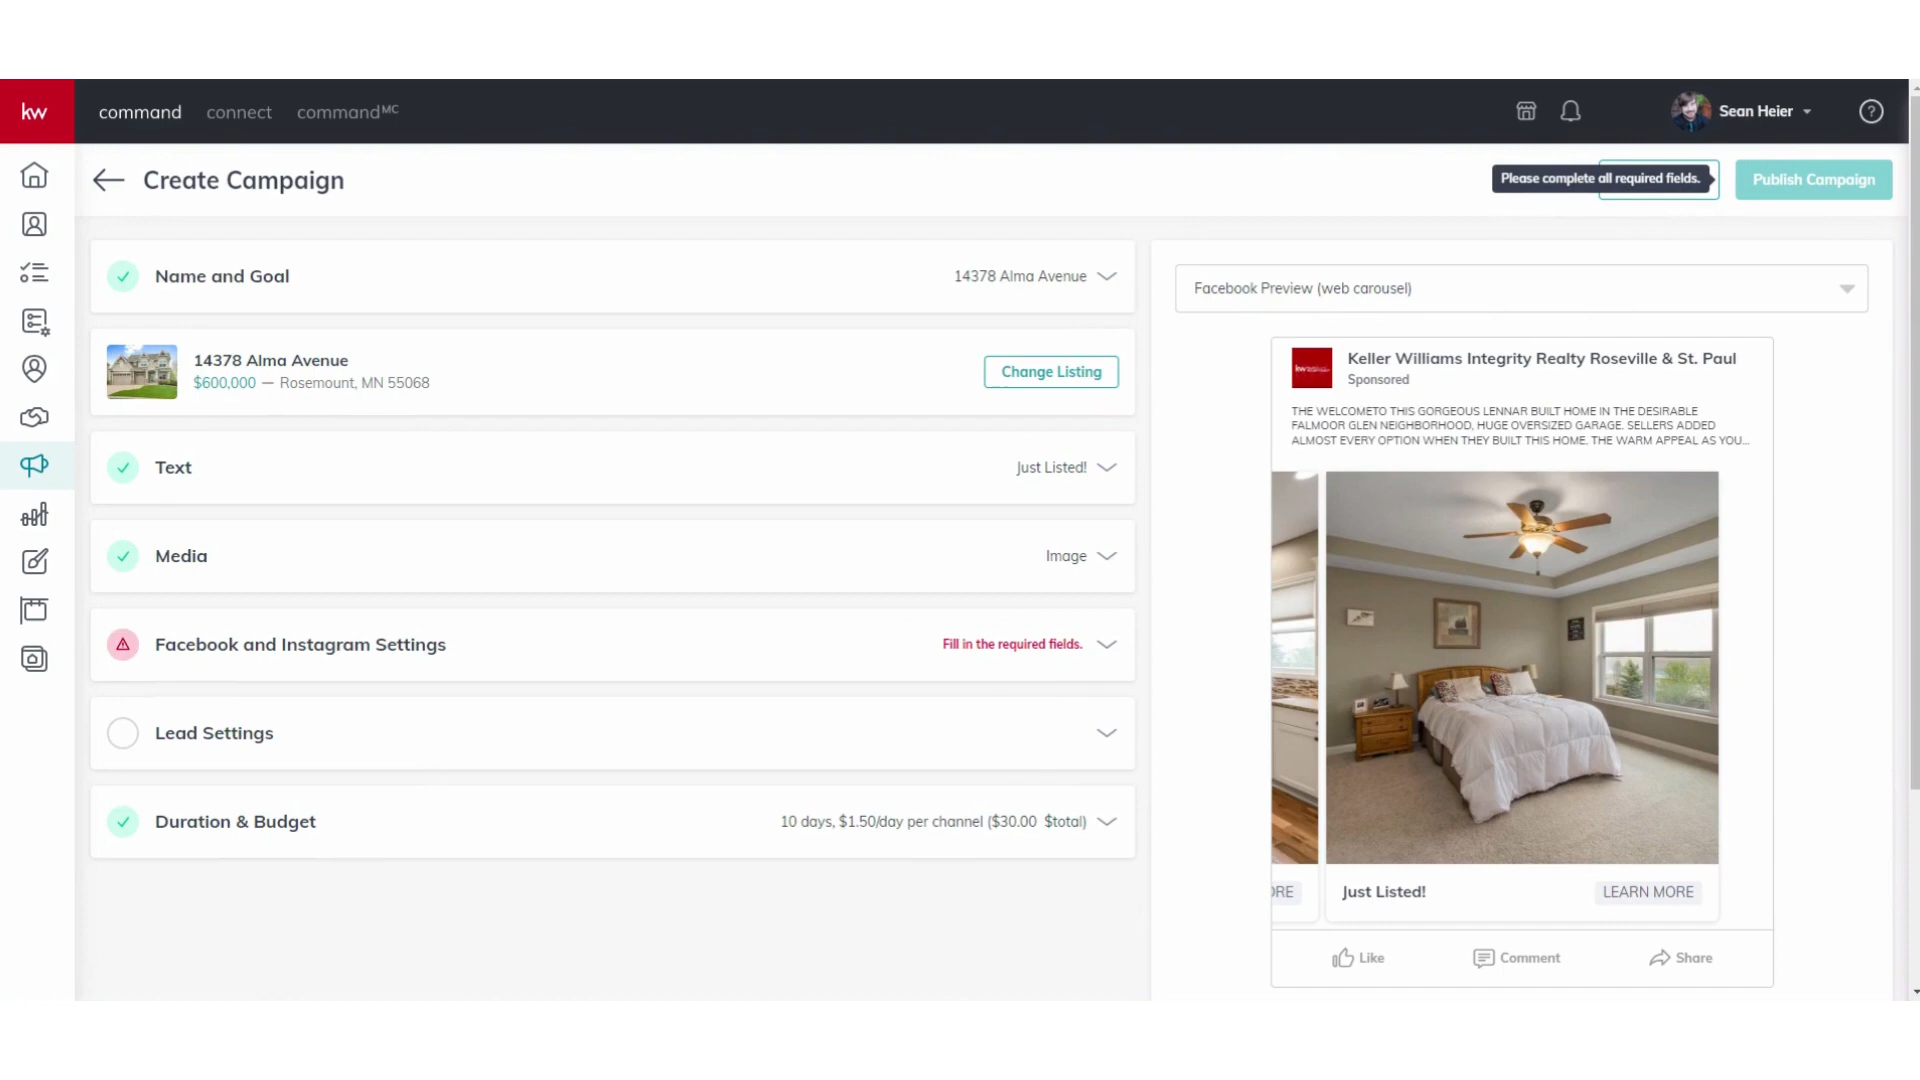 kw
command
connect
commandMC
Sean Heier
?
Create Campaign
Please complete all required fields.
Publish Campaign
Name and Goal
14378 Alma Avenue
14378 Alma Avenue
$600,000 — Rosemount, MN 55068
Change Listing
Text
Just Listed!
Media
Image
Facebook and Instagram Settings
Fill in the required fields.
Lead Settings
Duration & Budget
10 days, $1.50/day per channel ($30.00 $total)
Facebook Preview (web carousel)
kw
Keller Williams Integrity Realty Roseville & St. Paul
Sponsored
THE WELCOMETO THIS GORGEOUS LENNAR BUILT HOME IN THE DESIRABLE
FALMOOR GLEN NEIGHBORHOOD, HUGE OVERSIZED GARAGE. SELLERS ADDED
ALMOST EVERY OPTION WHEN THEY BUILT THIS HOME. THE WARM APPEAL AS YOU...
ORE
Just Listed!
LEARN MORE
Like
Comment
Share